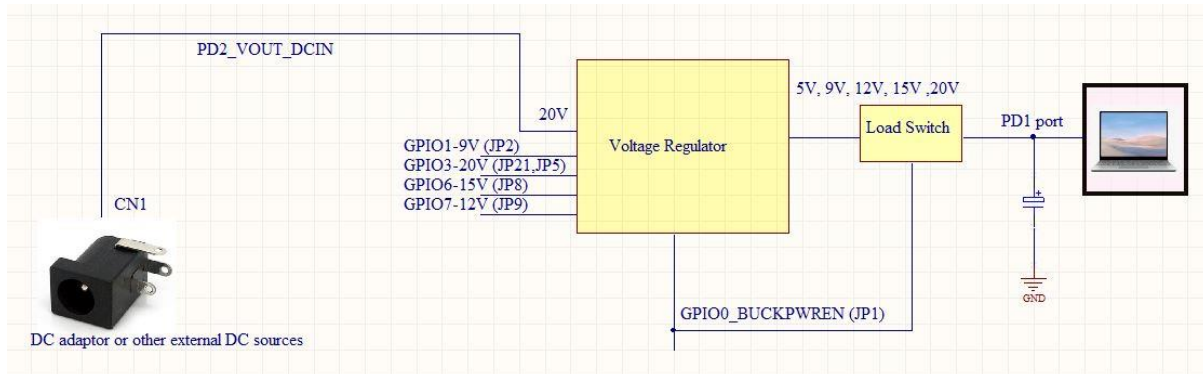 PD2_VOUT_DCIN
5V, 9V, 12V, 15V ,20V
20V
Load Switch
PD1 port
GPIO1-9V (JP2)
Voltage Regulator
GPIO3-20V (JP21,JP5)
GPIO6-15V (JP8)
GPIO7-12V (JP9)
CN1
+
GND
GPIO0_BUCKPWREN (JP1)
DC adaptor or other external DC sources